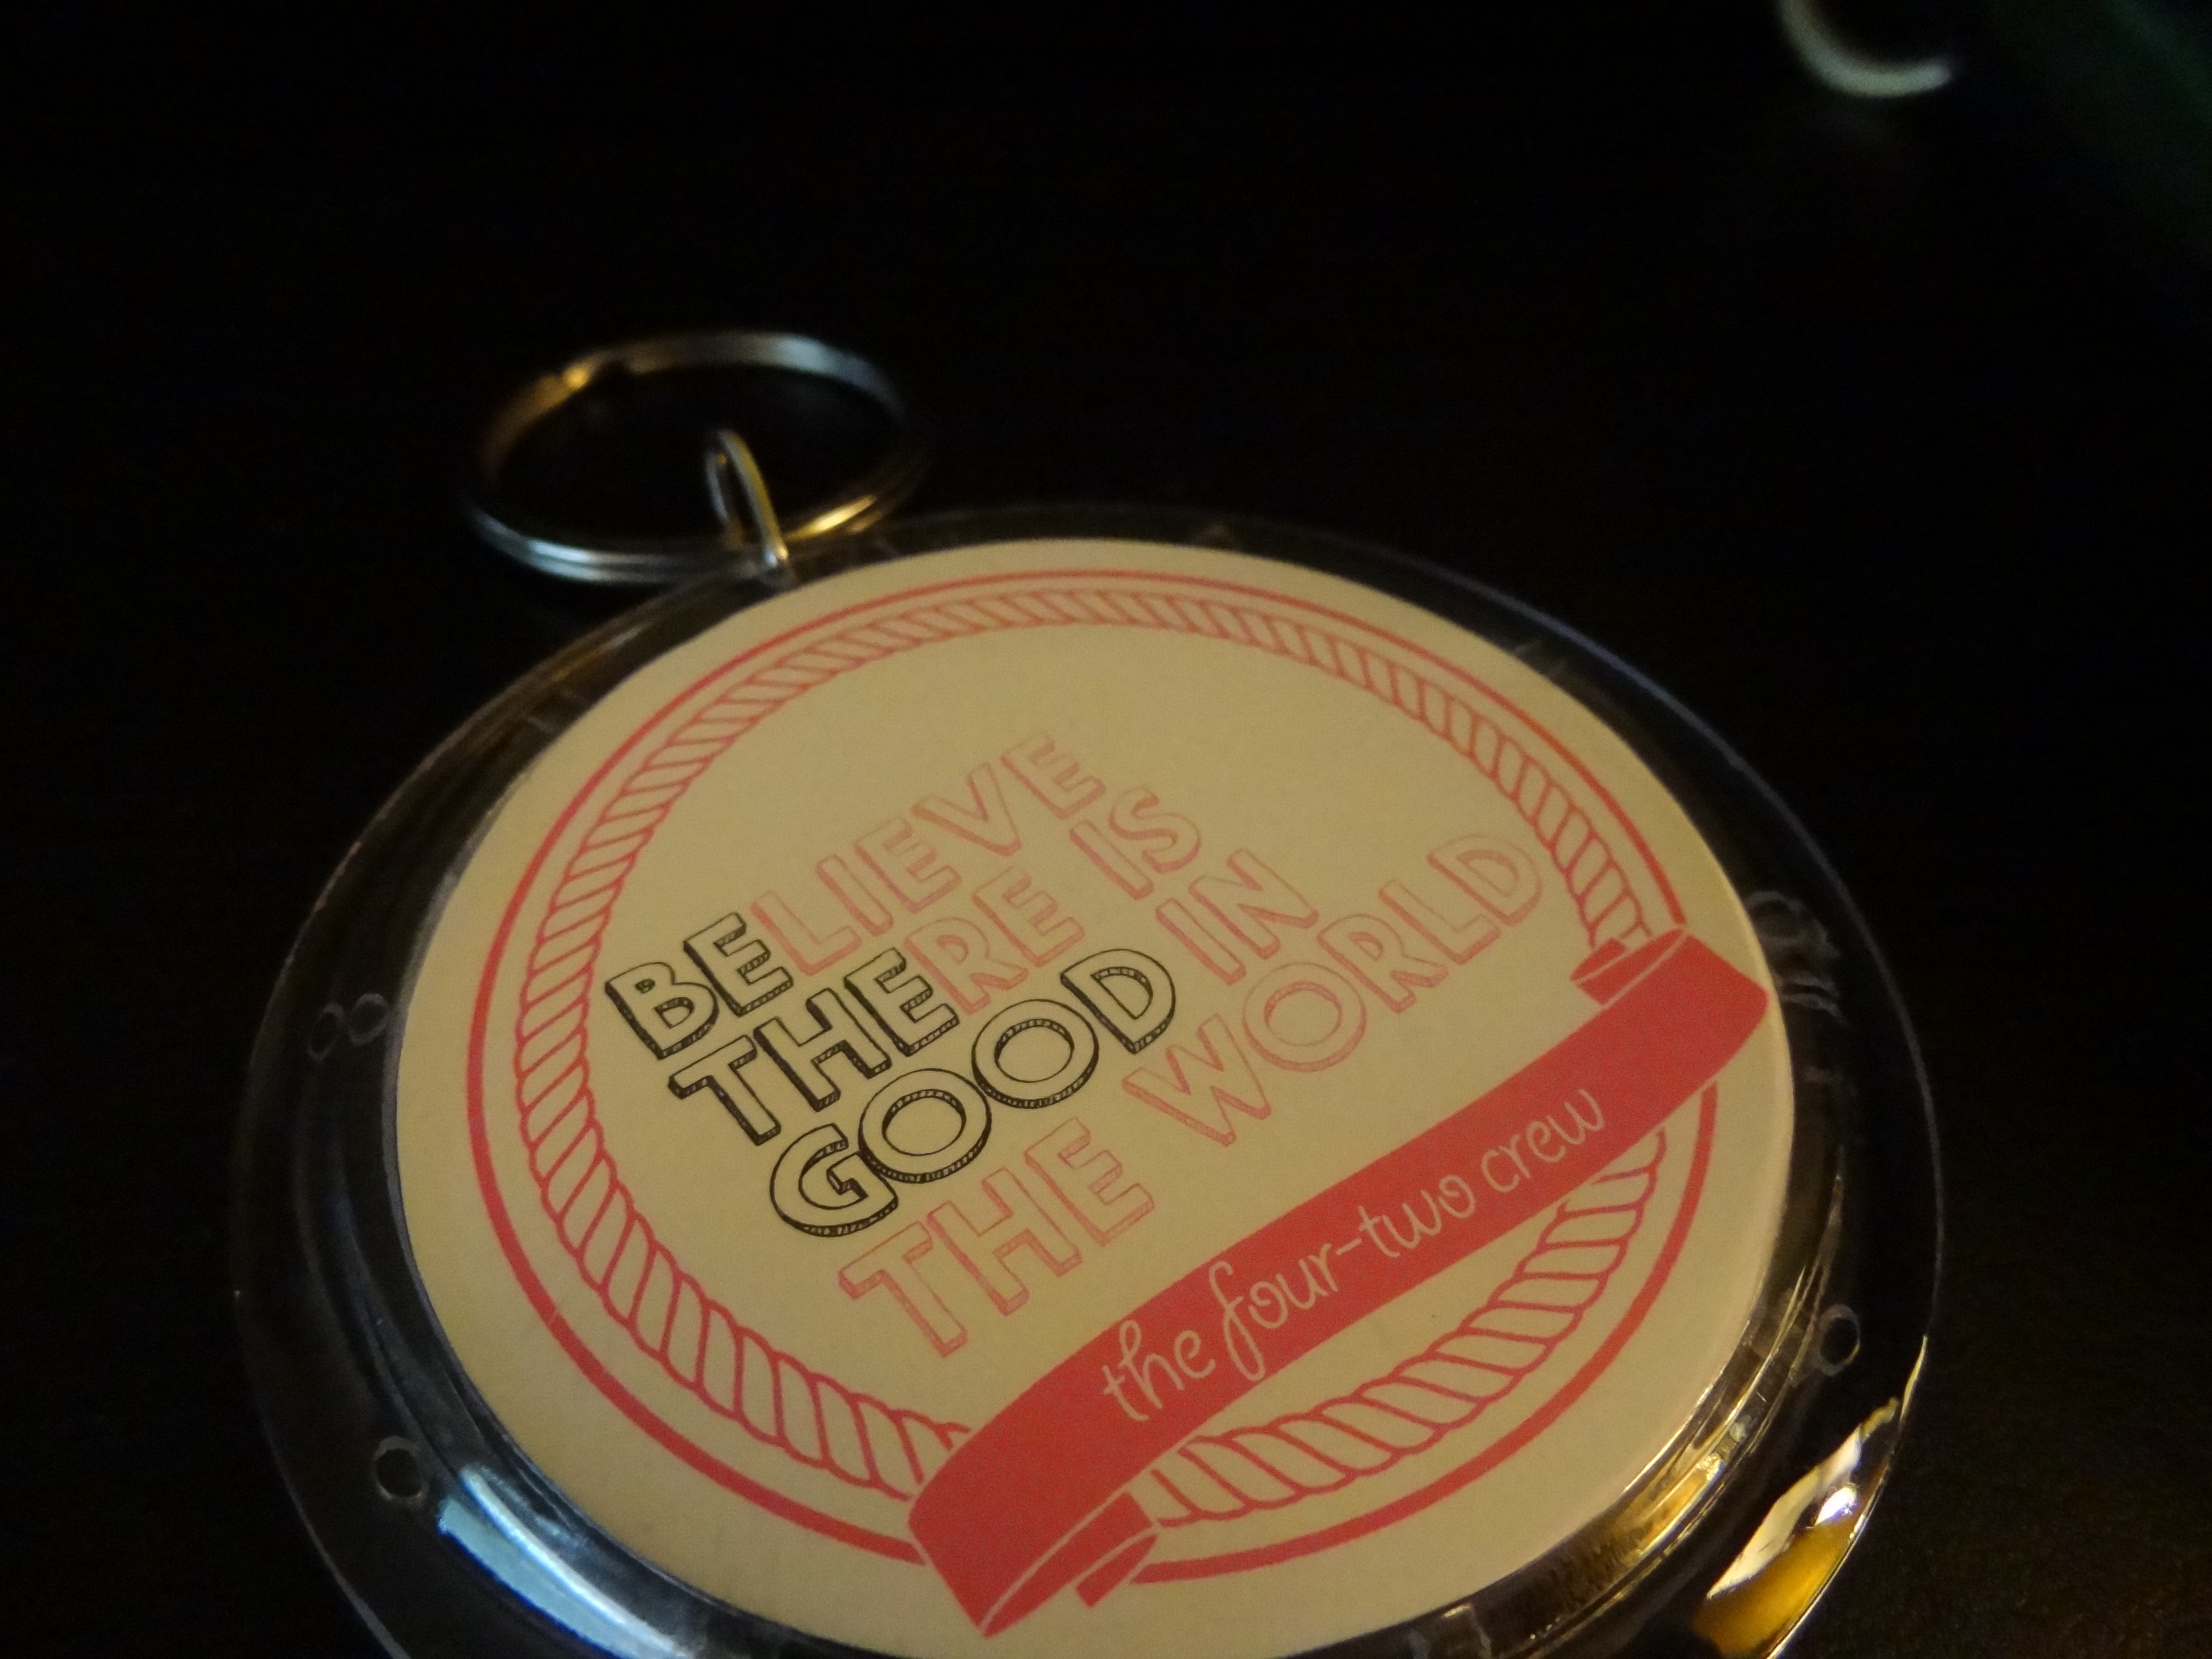 BELIEVE
THERE IS
GOOD IN
THE WORLD
the four-two crew